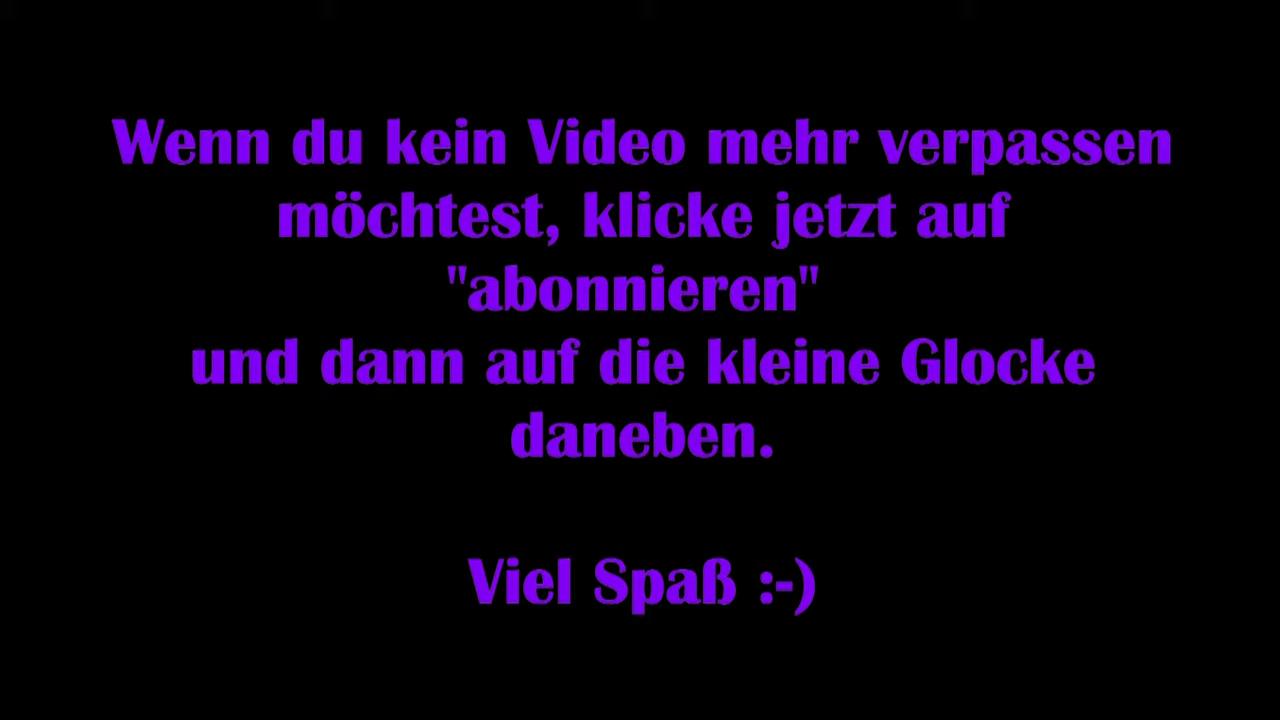 Wenn du kein Video mehr verpassen
möchtest, klicke jetzt auf
"abonnieren"
und dann auf die kleine Glocke
daneben.
Viel Spaß :-)